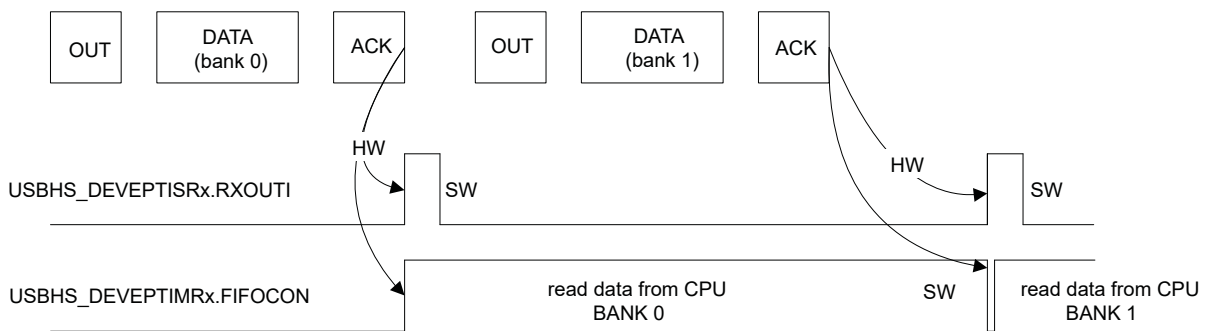 OUT
DATA
(bank 0)
ACK
OUT
DATA
(bank 1)
ACK
HW
HW
USBHS_DEVEPTISRx.RXOUTI
SW
SW
USBHS_DEVEPTIMRx.FIFOCON
read data from CPU
BANK 0
SW
read data from CPU
BANK 1